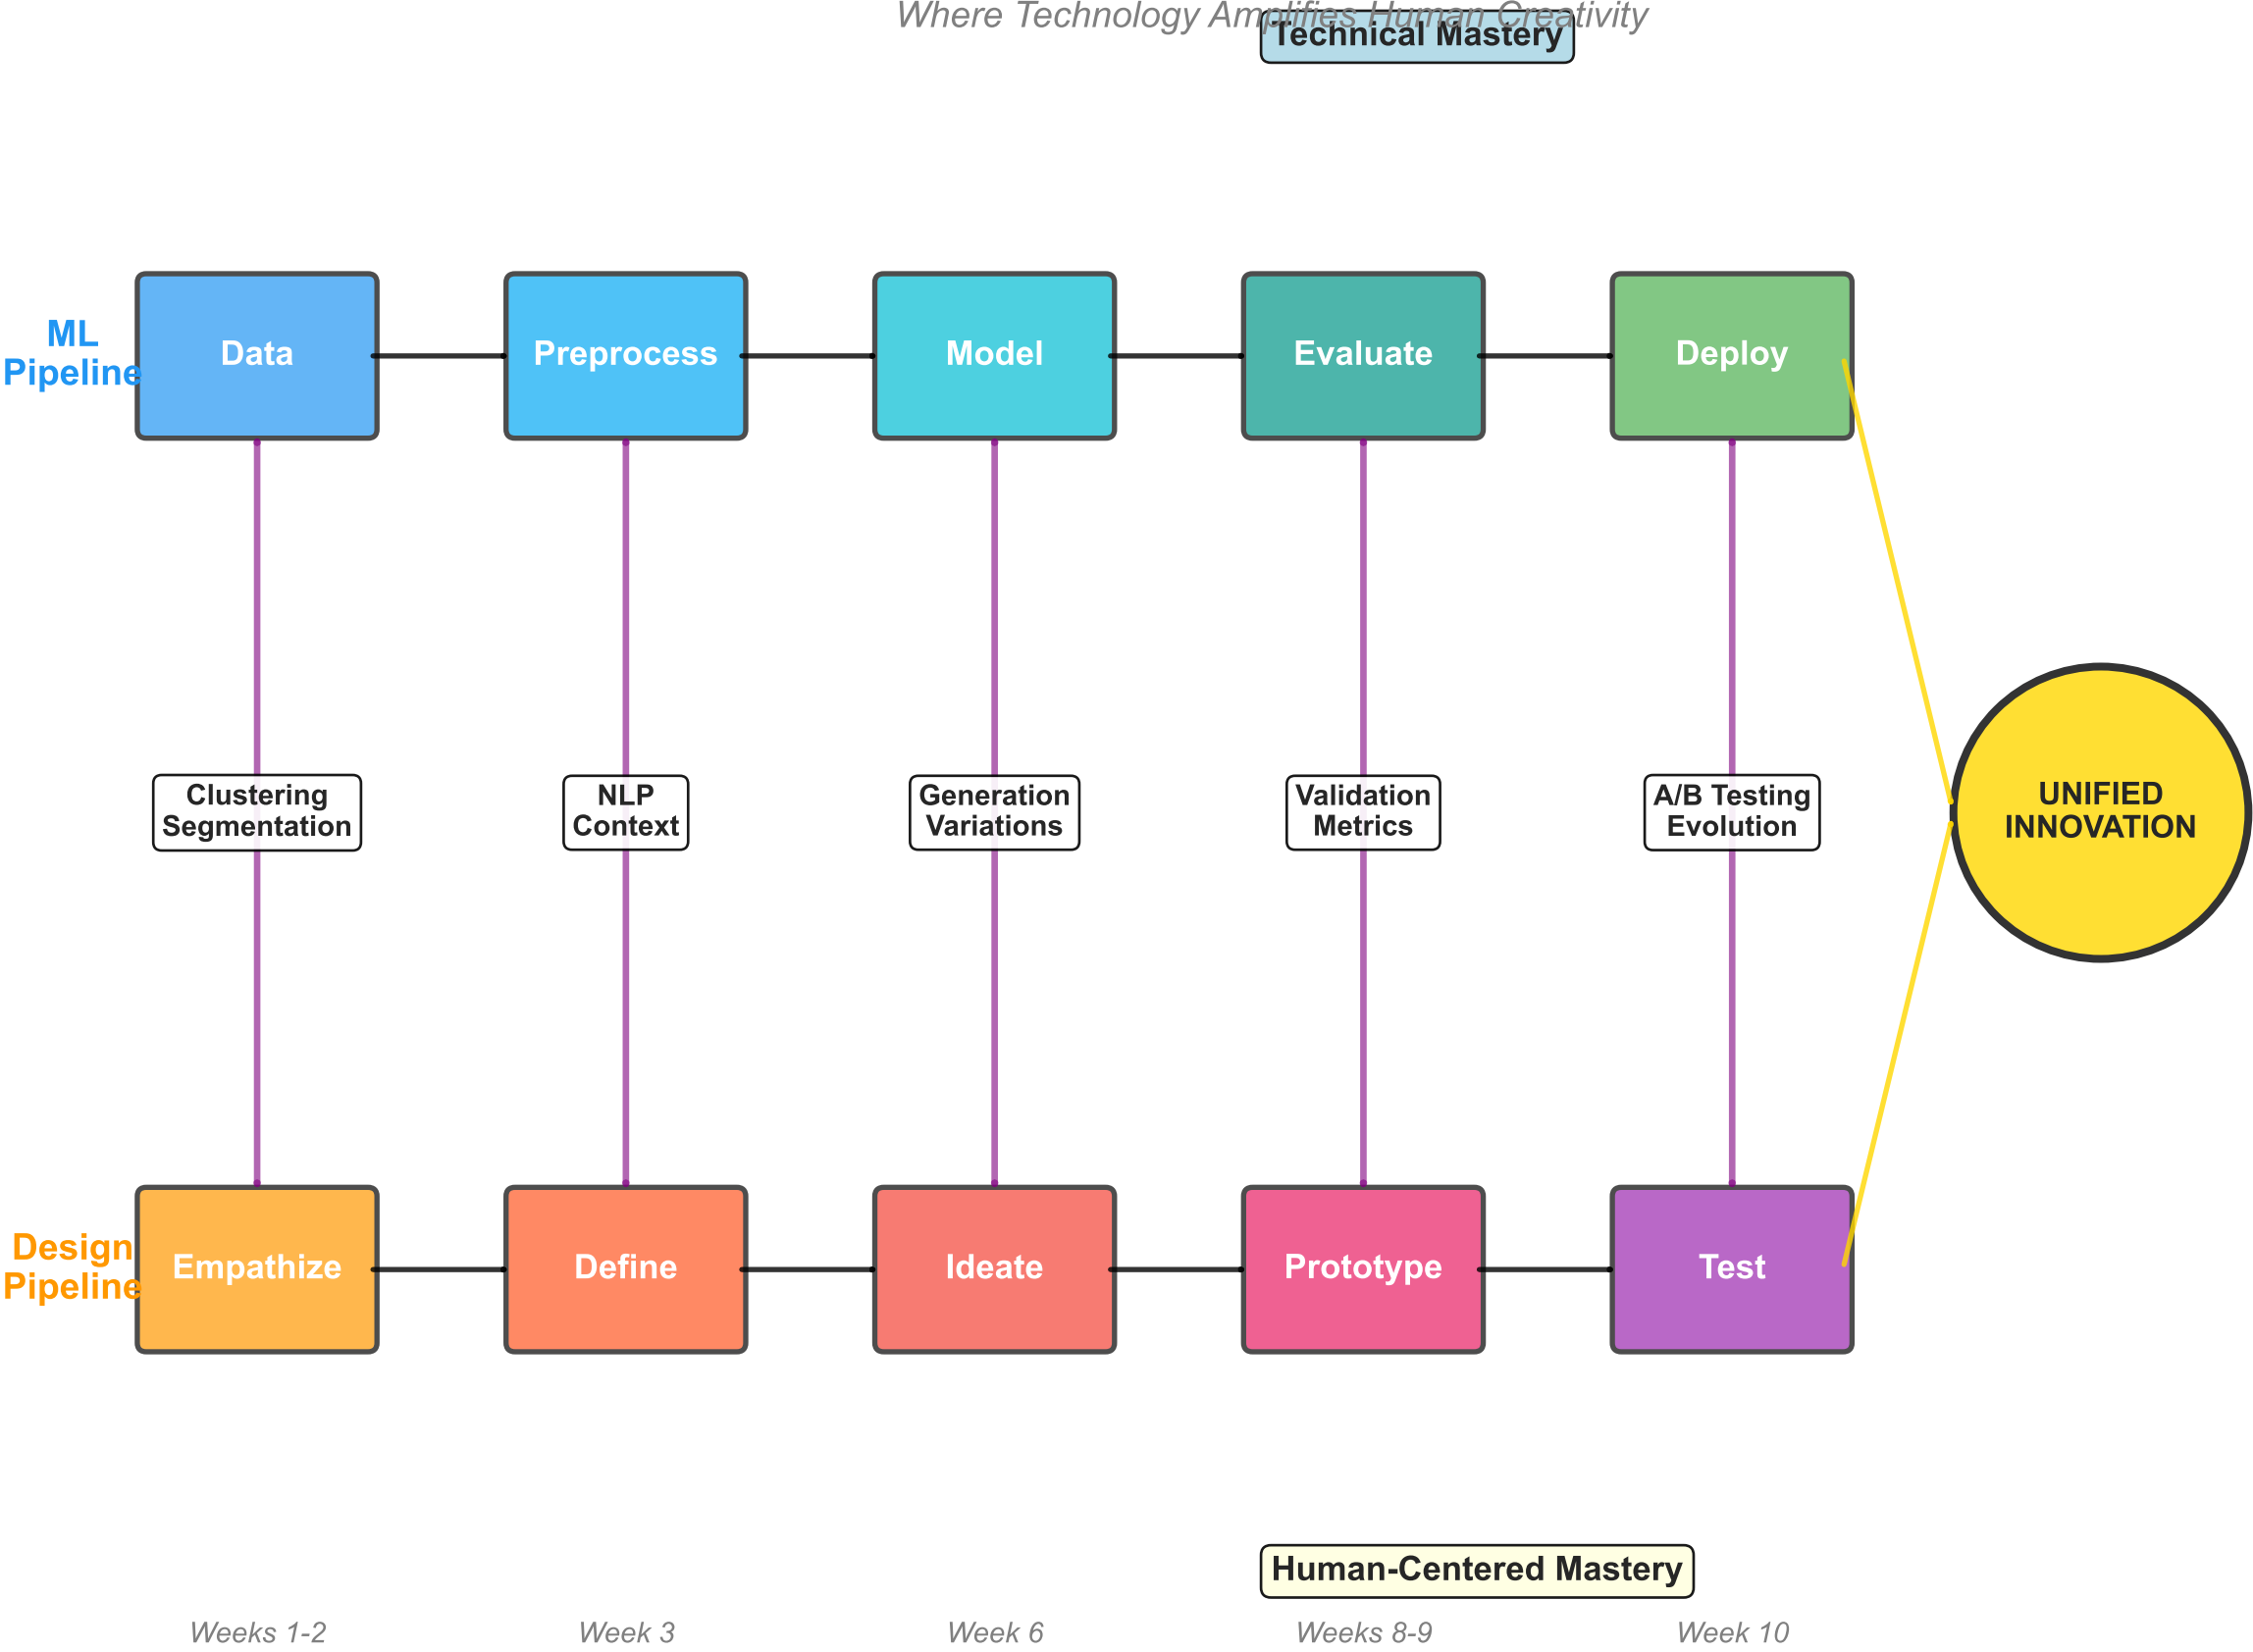 Where Technology Amplifies Human Creativity
Technical Mastery
ML
Pipeline
Data
Preprocess
Model
Evaluate
Deploy
Clustering
Segmentation
NLP
Context
Generation
Variations
Validation
Metrics
A/B Testing
Evolution
UNIFIED
INNOVATION
Design
Pipeline
Empathize
Define
Ideate
Prototype
Test
Human-Centered Mastery
Weeks 1-2
Week 3
Week 6
Weeks 8-9
Week 10